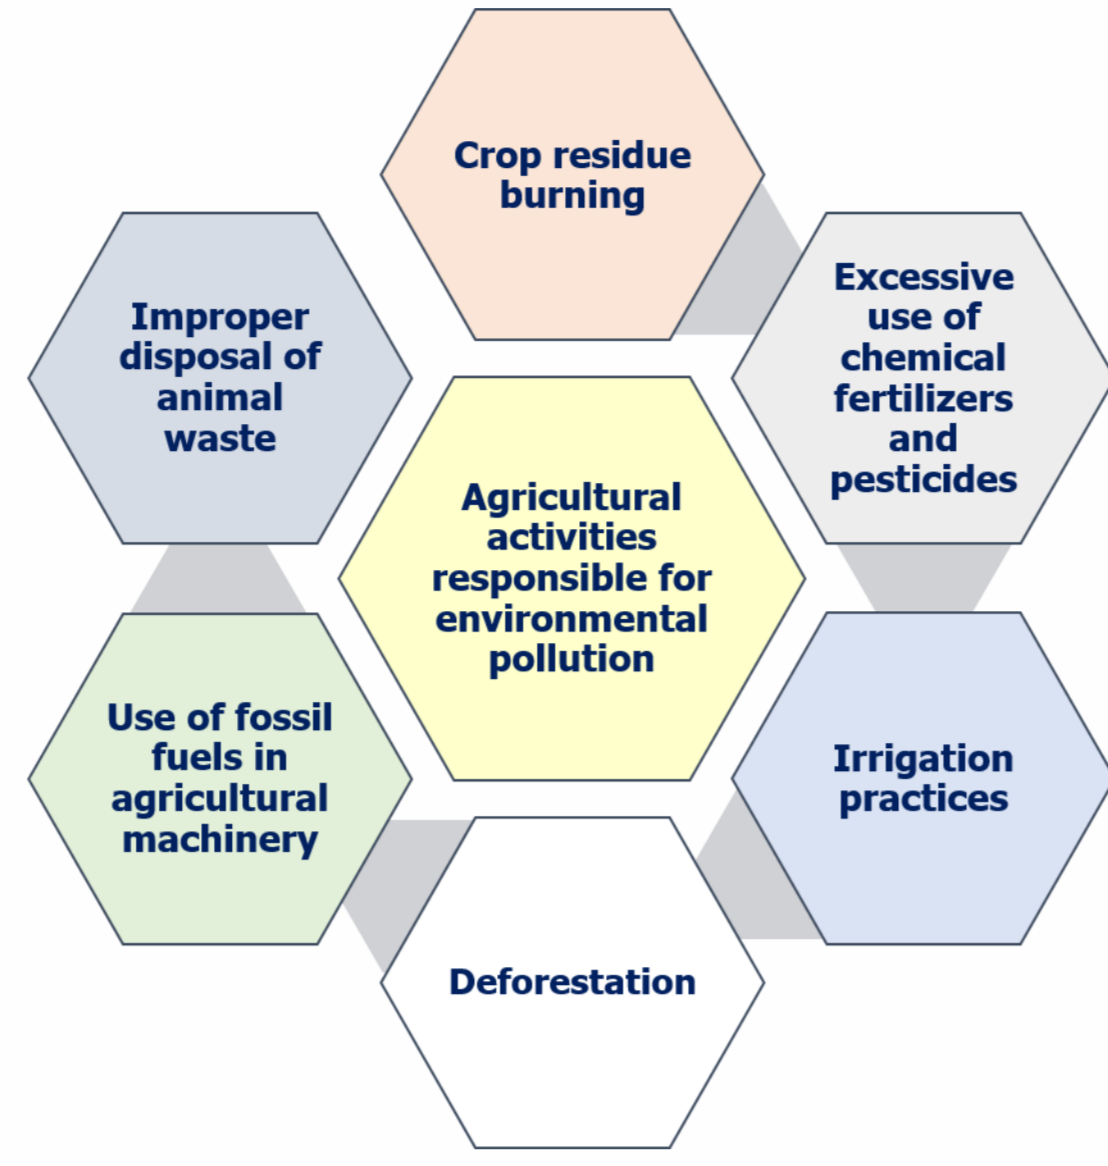 Crop residue
burning
Excessive
use of
chemical
fertilizers
and
pesticides
Improper
disposal of
animal
waste
Agricultural
activities
responsible for
environmental
pollution
Use of fossil
fuels in
agricultural
machinery
Irrigation
practices
Deforestation